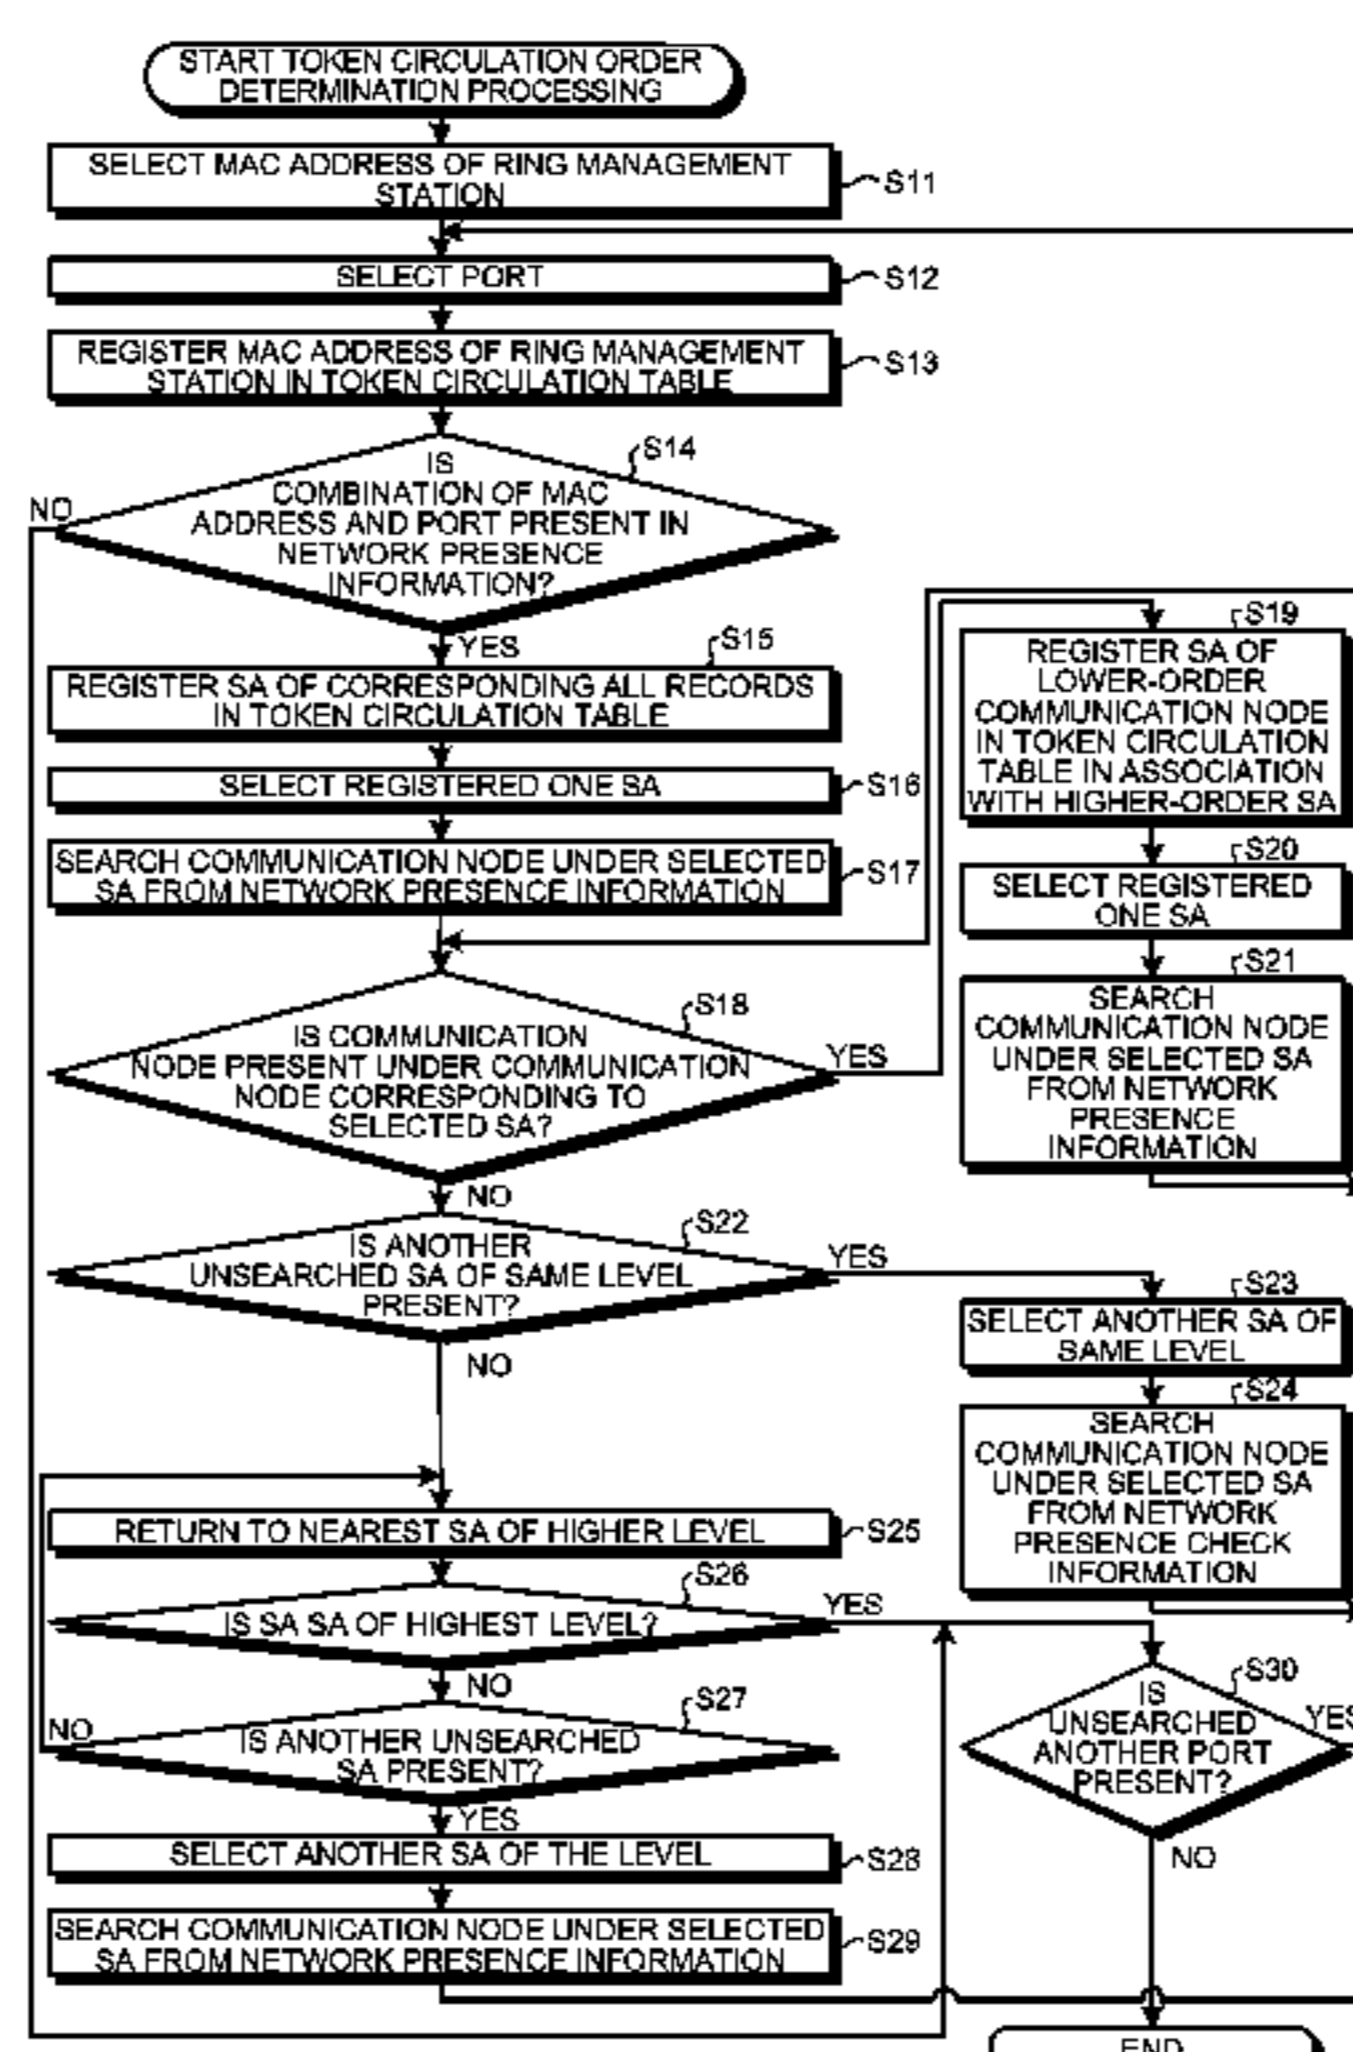 START TOKEN CIRCULATION ORDER
DETERMINATION PROCESSING
SELECT MAC ADDRESS OF RING MANAGEMENT
STATION
S11
SELECT PORT
S12
REGISTER MAC ADDRESS OF RING MANAGEMENT
STATION IN TOKEN CIRCULATION TABLE
S13
S14
IS
COMBINATION OF MAC
ADDRESS AND PORT PRESENT IN
NETWORK PRESENCE
INFORMATION?
NO
YES
S15
REGISTER SA OF CORRESPONDING ALL RECORDS
IN TOKEN CIRCULATION TABLE
SELECT REGISTERED ONE SA
S16
SEARCH COMMUNICATION NODE UNDER SELECTED
SA FROM NETWORK PRESENCE INFORMATION
S17
S18
IS COMMUNICATION
NODE PRESENT UNDER COMMUNICATION
NODE CORRESPONDING TO
SELECTED SA?
YES
NO
S19
REGISTER SA OF
LOWER-ORDER
COMMUNICATION NODE
IN TOKEN CIRCULATION
TABLE IN ASSOCIATION
WITH HIGHER-ORDER SA
S20
SELECT REGISTERED
ONE SA
S21
SEARCH
COMMUNICATION NODE
UNDER SELECTED SA
FROM NETWORK
PRESENCE
INFORMATION
S22
IS ANOTHER
UNSEARCHED SA OF SAME LEVEL
PRESENT?
YES
NO
S23
SELECT ANOTHER SA OF
SAME LEVEL
S24
SEARCH
COMMUNICATION NODE
UNDER SELECTED SA
FROM NETWORK
PRESENCE CHECK
INFORMATION
RETURN TO NEAREST SA OF HIGHER LEVEL
S25
S26
IS SA SA OF HIGHEST LEVEL?
YES
NO
S27
IS ANOTHER UNSEARCHED
SA PRESENT?
NO
YES
SELECT ANOTHER SA OF THE LEVEL
S28
SEARCH COMMUNICATION NODE UNDER SELECTED
SA FROM NETWORK PRESENCE INFORMATION
S29
S30
IS
UNSEARCHED
ANOTHER PORT
PRESENT?
YES
NO
END